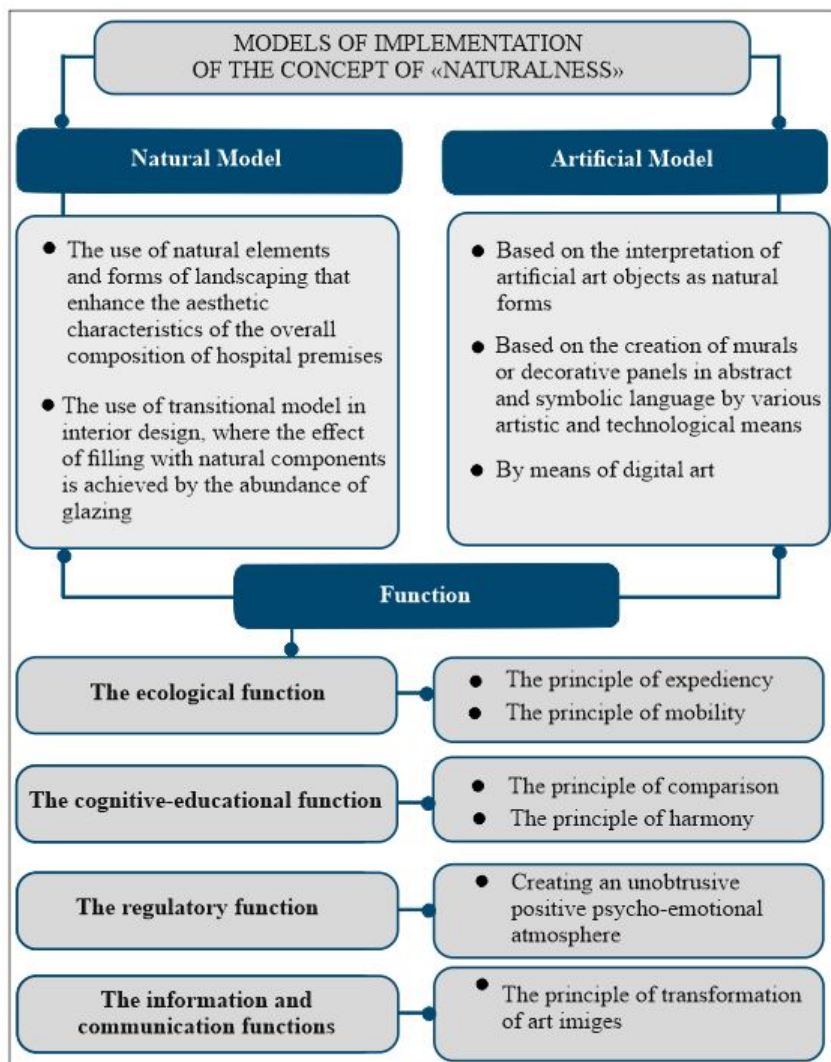 MODELS OF IMPLEMENTATION
OF THE CONCEPT OF «NATURALNESS»
Natural Model
● The use of natural elements
and forms of landscaping that
enhance the aesthetic
characteristics of the overall
composition of hospital premises
● The use of transitional model in
interior design, where the effect
of filling with natural components
is achieved by the abundance of
glazing
Artificial Model
● Based on the interpretation of
artificial art objects as natural
forms
● Based on the creation of murals
or decorative panels in abstract
and symbolic language by various
artistic and technological means
● By means of digital art
Function
The ecological function
● The principle of expediency
● The principle of mobility
The cognitive-educational function
● The principle of comparison
● The principle of harmony
The regulatory function
● Creating an unobtrusive
positive psycho-emotional
atmosphere
The information and
communication functions
● The principle of transformation
of art imiges